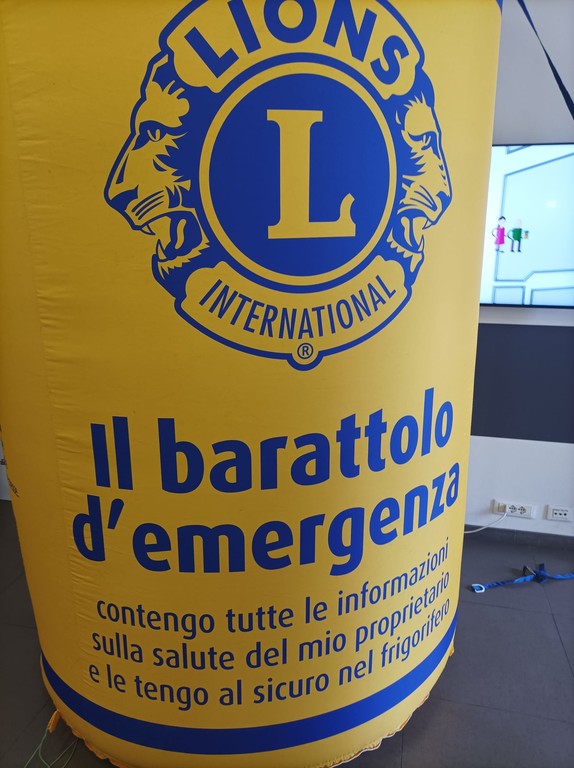 LIONS
L
INTERNATIONAL
®
Il barattolo
d'emergenza
contengo tutte le informazioni
sulla salute del mio proprietario
e le tengo al sicuro nel frigorifero